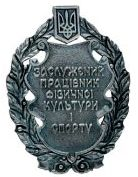 ЗАСЛУЖЕНИЙ
ПРАЦІВНИК
ФІЗИЧНОЇ
КУЛЬТУРИ
І
СПОРТУ